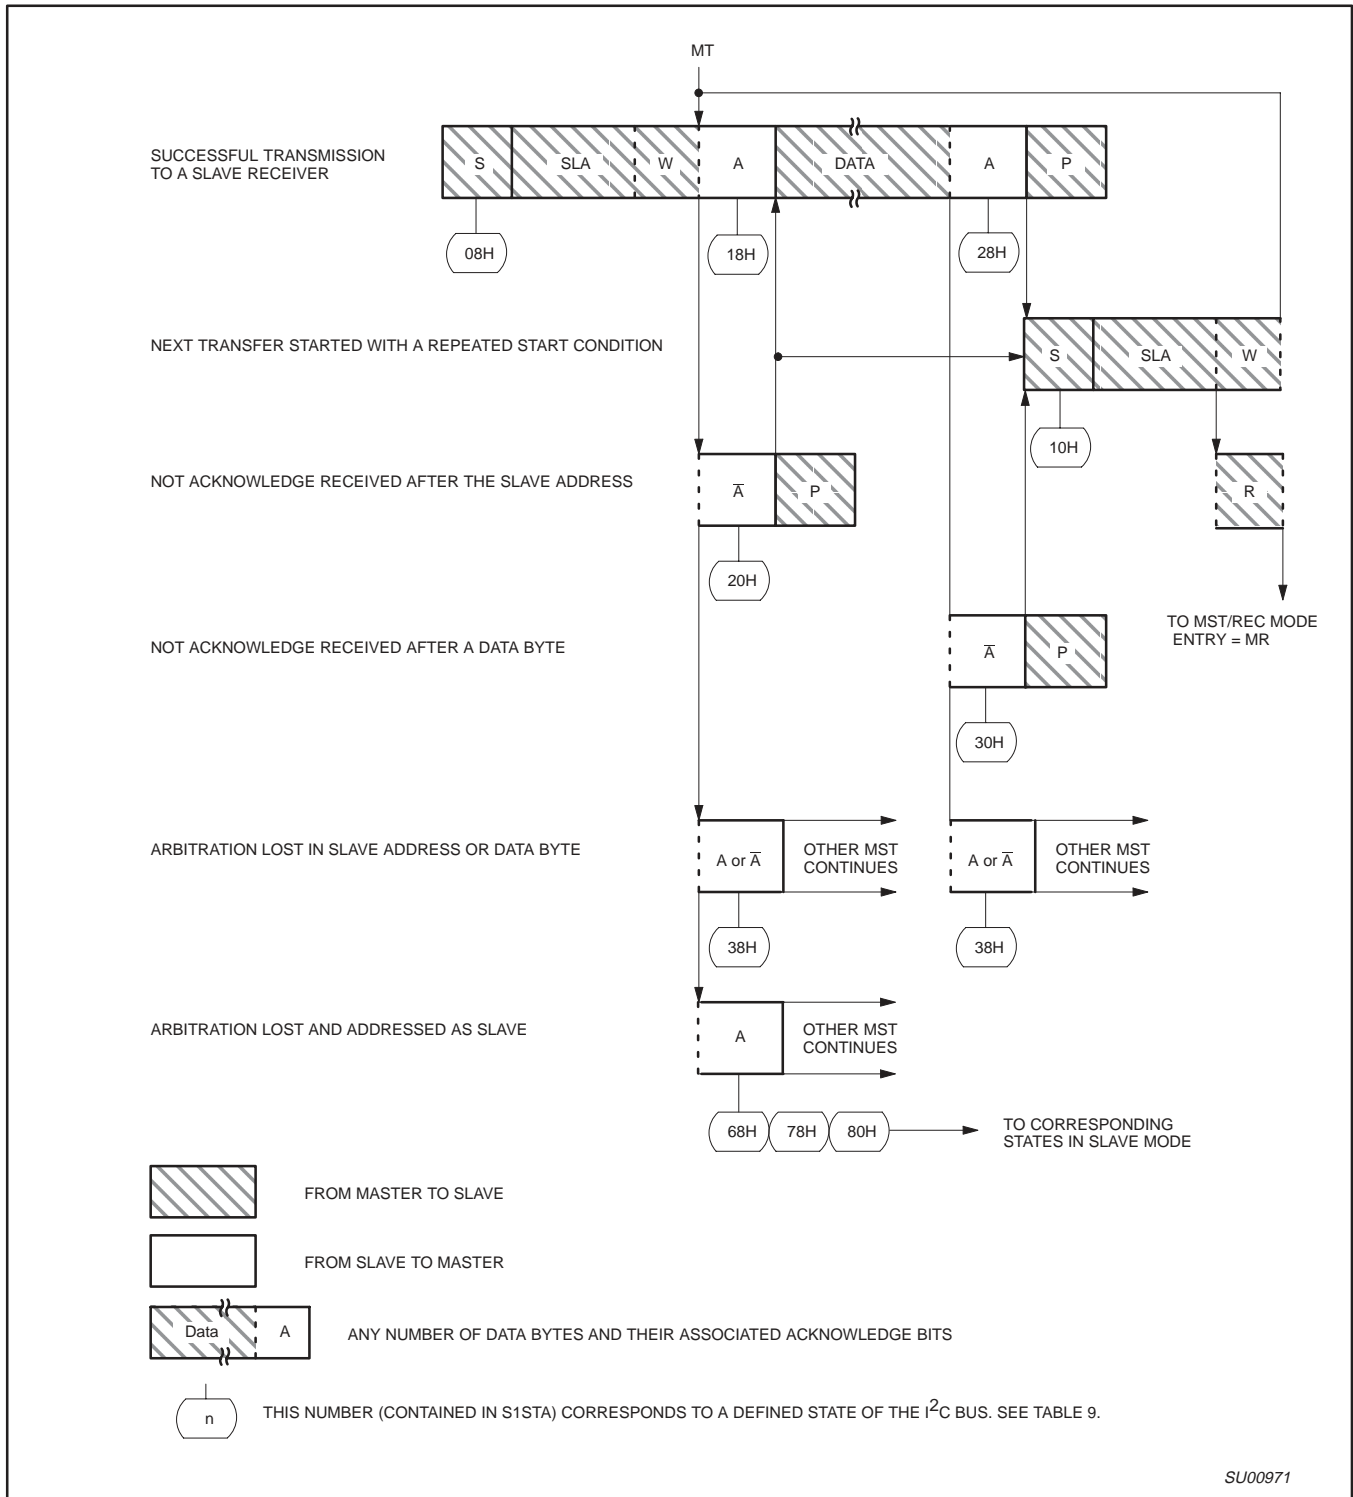 MT
SUCCESSFUL TRANSMISSION
TO A SLAVE RECEIVER
S SLA W A DATA A P
08H 18H 28H
NEXT TRANSFER STARTED WITH A REPEATED START CONDITION
S SLA W
10H
NOT ACKNOWLEDGE RECEIVED AFTER THE SLAVE ADDRESS
A̅ P R
20H
TO MST/REC MODE
ENTRY = MR
NOT ACKNOWLEDGE RECEIVED AFTER A DATA BYTE
A̅ P
30H
ARBITRATION LOST IN SLAVE ADDRESS OR DATA BYTE
A or A̅ OTHER MST CONTINUES A or A̅ OTHER MST CONTINUES
38H 38H
ARBITRATION LOST AND ADDRESSED AS SLAVE
A OTHER MST CONTINUES
68H 78H 80H
TO CORRESPONDING
STATES IN SLAVE MODE
FROM MASTER TO SLAVE
FROM SLAVE TO MASTER
Data A ANY NUMBER OF DATA BYTES AND THEIR ASSOCIATED ACKNOWLEDGE BITS
n THIS NUMBER (CONTAINED IN S1STA) CORRESPONDS TO A DEFINED STATE OF THE I²C BUS. SEE TABLE 9.
SU00971